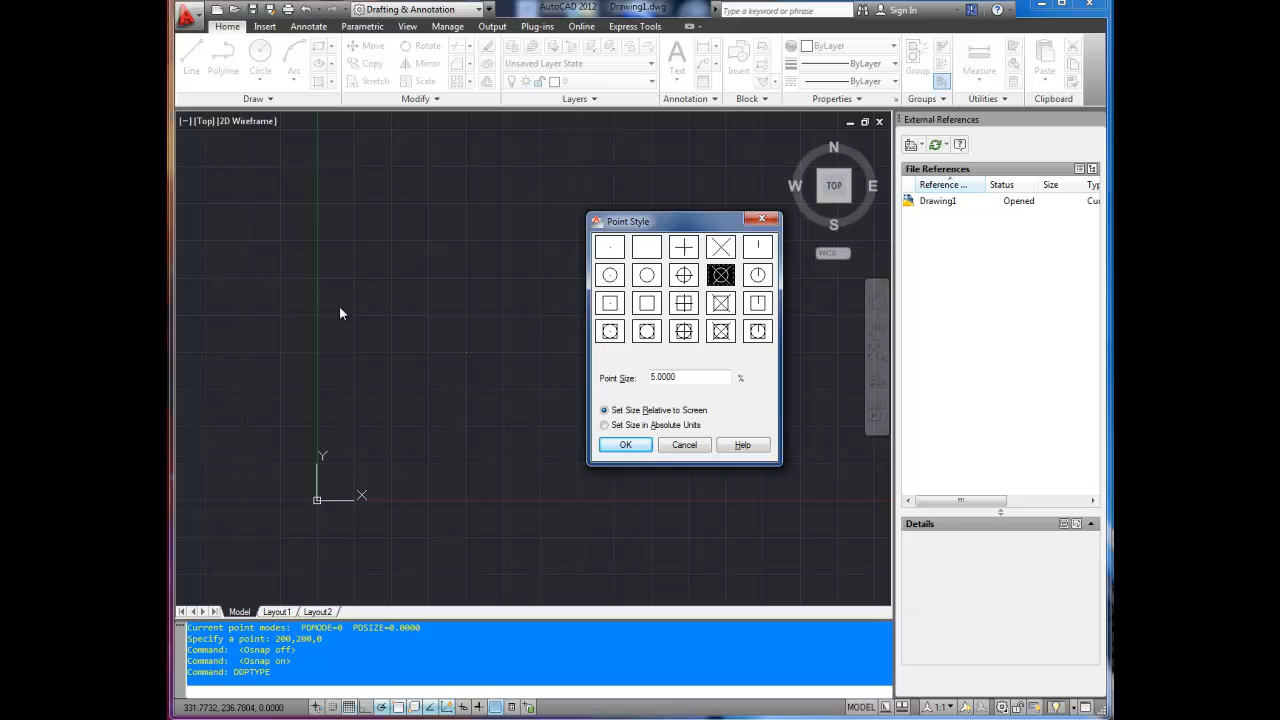 Drafting & Annotation
AutoCAD 2012 Drawing1.dwg
Type a keyword or phrase
Sign In
Home Insert Annotate Parametric View Manage Output Plug-ins Online Express Tools
Line Polyline Circle Arc
Move Rotate
Copy Mirror
Stretch Scale
Unsaved Layer State
0
Text
Insert
ByLayer
ByLayer
ByLayer
Group
Measure
Paste
Draw Modify Layers Annotation Block Properties Groups Utilities Clipboard
[−][Top][2D Wireframe]
N
W TOP E
S
WCS
External References
File References
Reference ... Status Size Typ
Drawing1 Opened Cu
Point Style
Point Size: 5.0000 %
Set Size Relative to Screen
Set Size in Absolute Units
OK Cancel Help
Y
X
Details
Model Layout1 Layout2
Current point modes: PDMODE=0 PDSIZE=0.0000
Specify a point: 200,200,0
Command: <Osnap off>
Command: <Osnap on>
Command: DDPTYPE
331.7732, 236.7804, 0.0000
MODEL
1:1